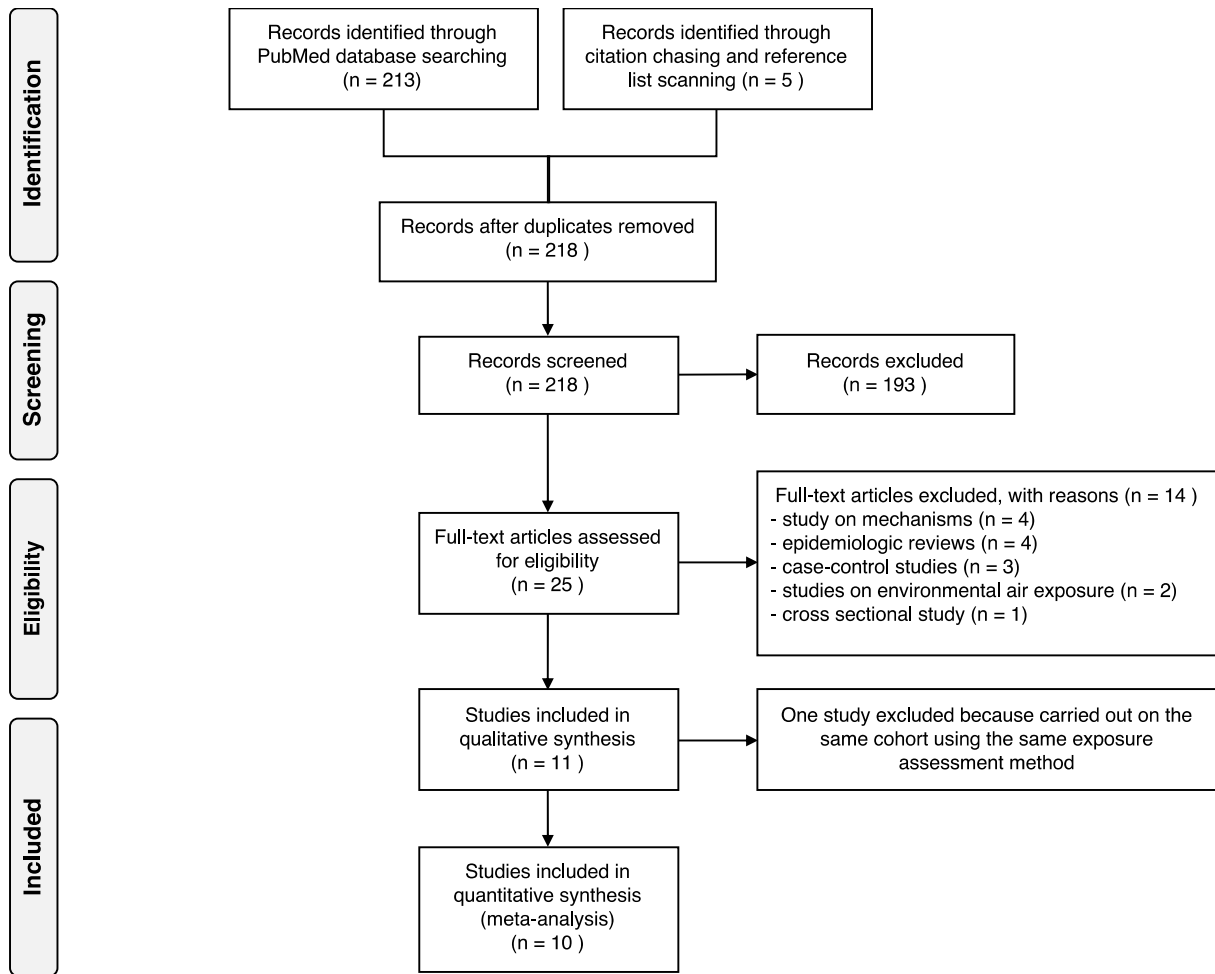 Identification
Records identified through
PubMed database searching
(n = 213)
Records identified through
citation chasing and reference
list scanning (n = 5 )
Records after duplicates removed
(n = 218 )
Screening
Records screened
(n = 218 )
Records excluded
(n = 193 )
Eligibility
Full-text articles assessed
for eligibility
(n = 25 )
Full-text articles excluded, with reasons (n = 14 )
- study on mechanisms (n = 4)
- epidemiologic reviews (n = 4)
- case-control studies (n = 3)
- studies on environmental air exposure (n = 2)
- cross sectional study (n = 1)
Included
Studies included in
qualitative synthesis
(n = 11 )
One study excluded because carried out on the
same cohort using the same exposure
assessment method
Studies included in
quantitative synthesis
(meta-analysis)
(n = 10 )